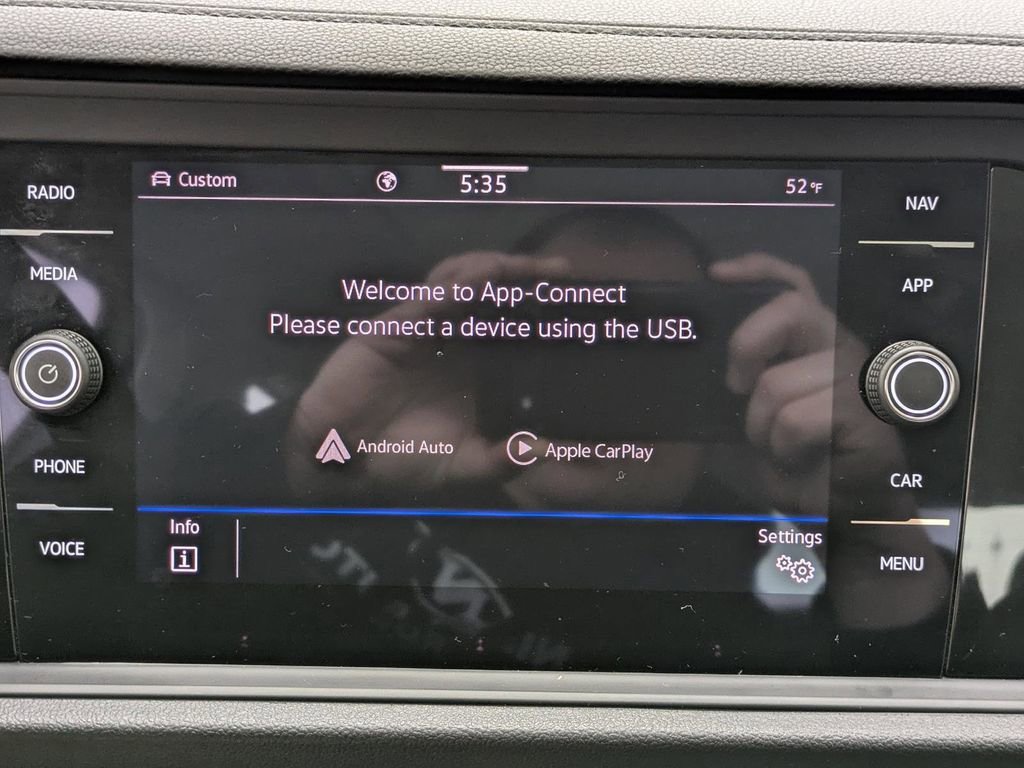 RADIO
MEDIA
PHONE
VOICE
Custom
5:35
52°F
Welcome to App-Connect
Please connect a device using the USB.
Android Auto
Apple CarPlay
Info
i
Settings
NAV
APP
CAR
MENU